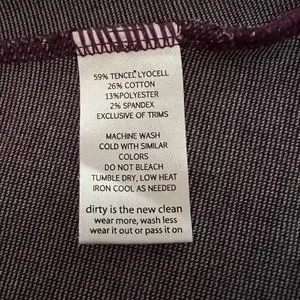 59% TENCEL® LYOCELL
26% COTTON
13%POLYESTER
2% SPANDEX
EXCLUSIVE OF TRIMS
MACHINE WASH
COLD WITH SIMILAR
COLORS
DO NOT BLEACH
TUMBLE DRY, LOW HEAT
IRON COOL AS NEEDED
dirty is the new clean
wear more, wash less
wear it out or pass it on